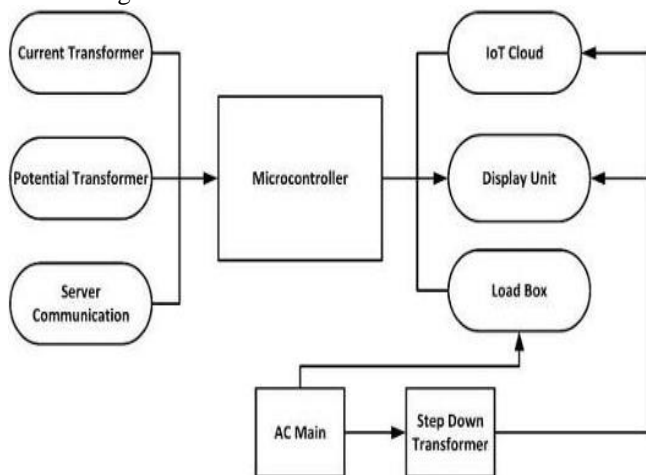 Current Transformer
IoT Cloud
Potential Transformer
Microcontroller
Display Unit
Server
Communication
Load Box
AC Main
Step Down
Transformer